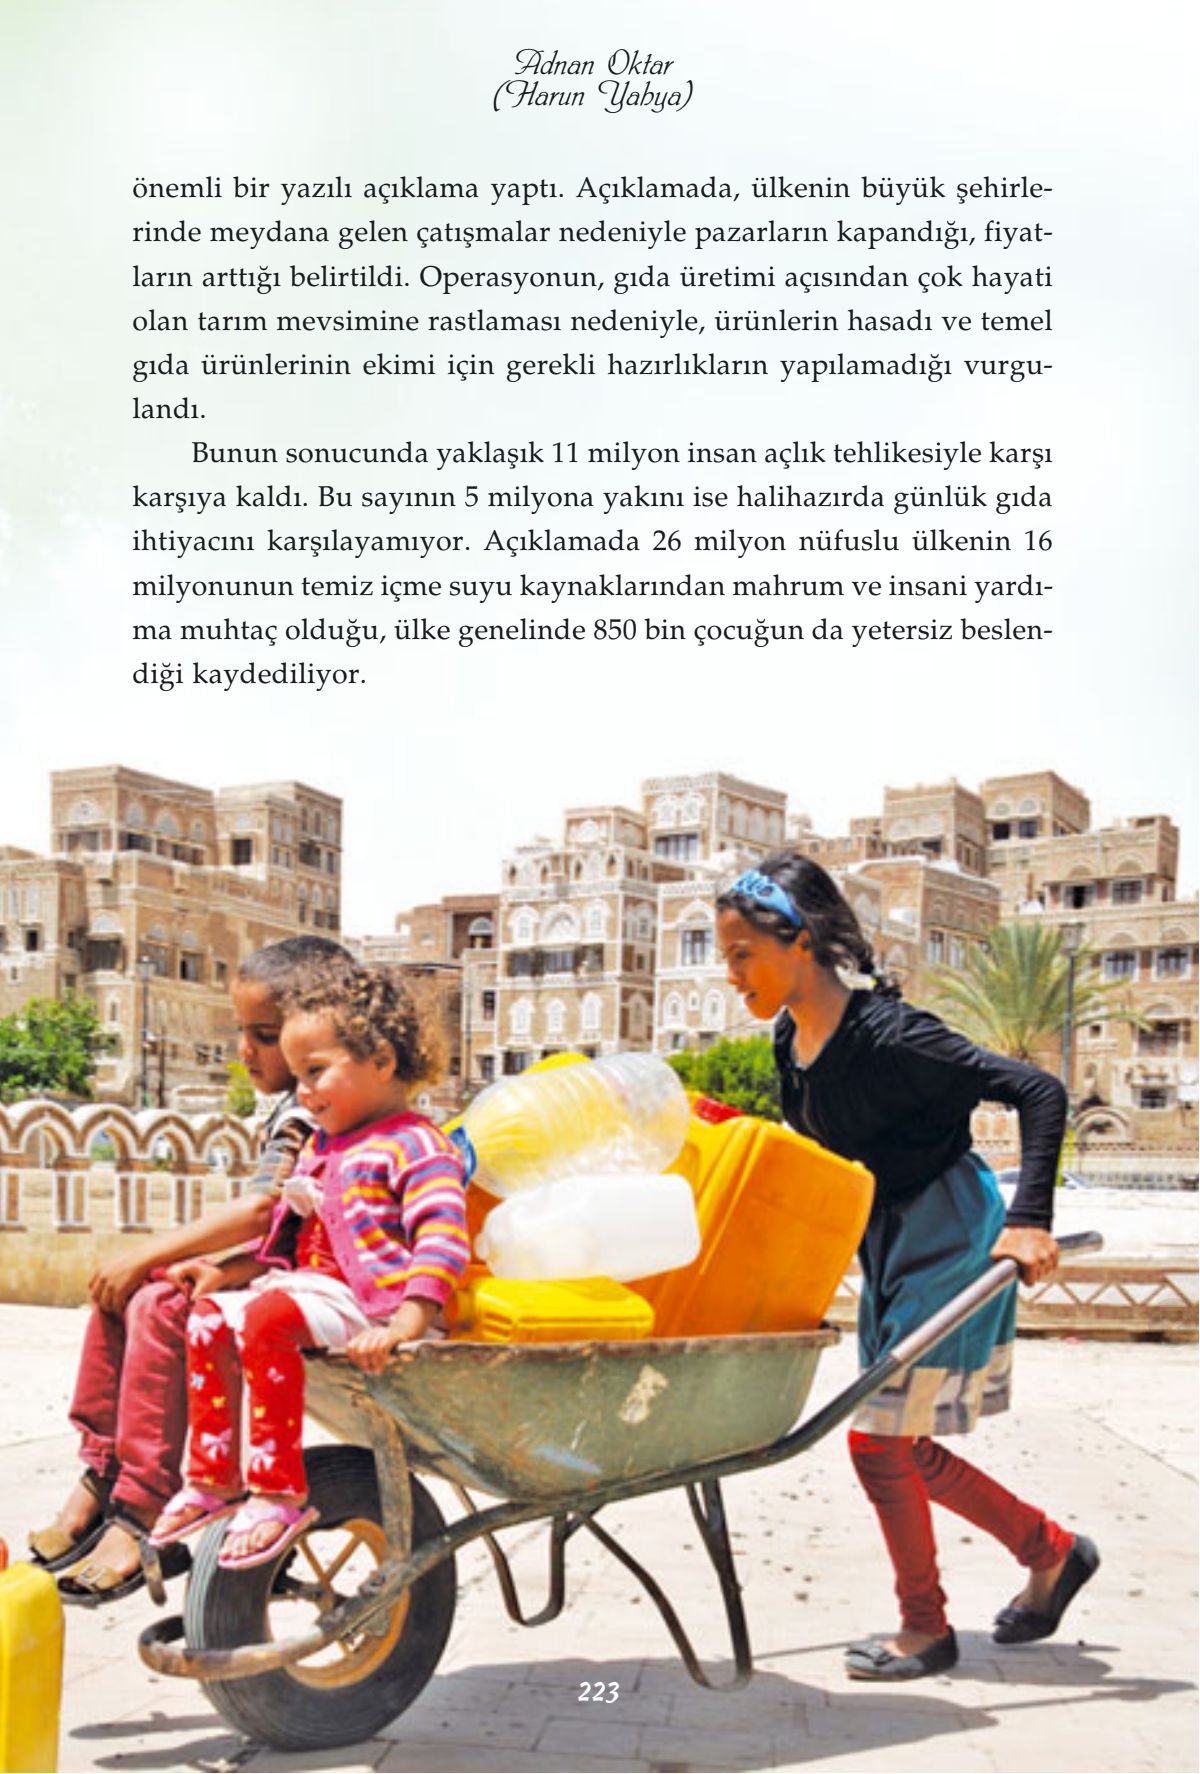 Adnan Oktar
(Harun Yahya)
önemli bir yazılı açıklama yaptı. Açıklamada, ülkenin büyük şehirle-
rinde meydana gelen çatışmalar nedeniyle pazarların kapandığı, fiyat-
ların arttığı belirtildi. Operasyonun, gıda üretimi açısından çok hayati
olan tarım mevsimine rastlaması nedeniyle, ürünlerin hasadı ve temel
gıda ürünlerinin ekimi için gerekli hazırlıkların yapılamadığı vurgu-
landı.
Bunun sonucunda yaklaşık 11 milyon insan açlık tehlikesiyle karşı
karşıya kaldı. Bu sayının 5 milyona yakını ise halihazırda günlük gıda
ihtiyacını karşılayamıyor. Açıklamada 26 milyon nüfuslu ülkenin 16
milyonunun temiz içme suyu kaynaklarından mahrum ve insani yardı-
ma muhtaç olduğu, ülke genelinde 850 bin çocuğun da yetersiz beslen-
diği kaydediliyor.
223